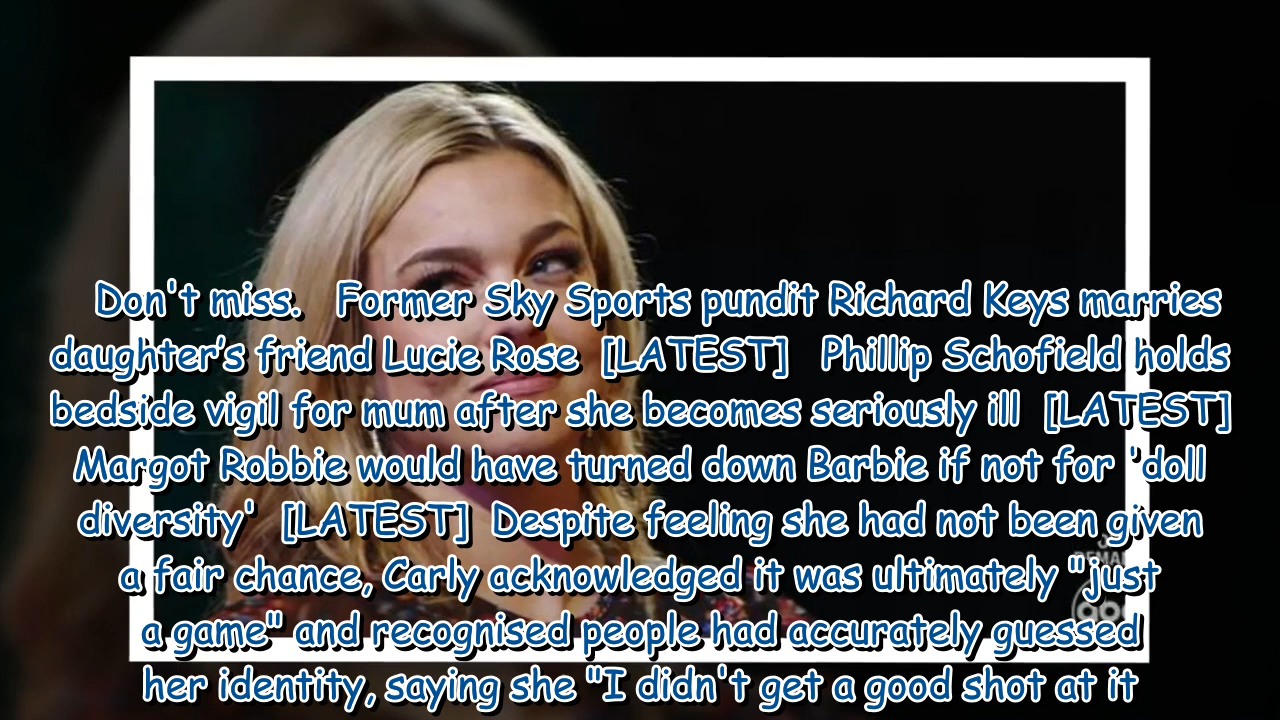 Don't miss. Former Sky Sports pundit Richard Keys marries
daughter’s friend Lucie Rose [LATEST] Phillip Schofield holds
bedside vigil for mum after she becomes seriously ill [LATEST]
Margot Robbie would have turned down Barbie if not for 'doll
diversity' [LATEST] Despite feeling she had not been given
a fair chance, Carly acknowledged it was ultimately "just
a game" and recognised people had accurately guessed
her identity, saying she "I didn't get a good shot at it
abc